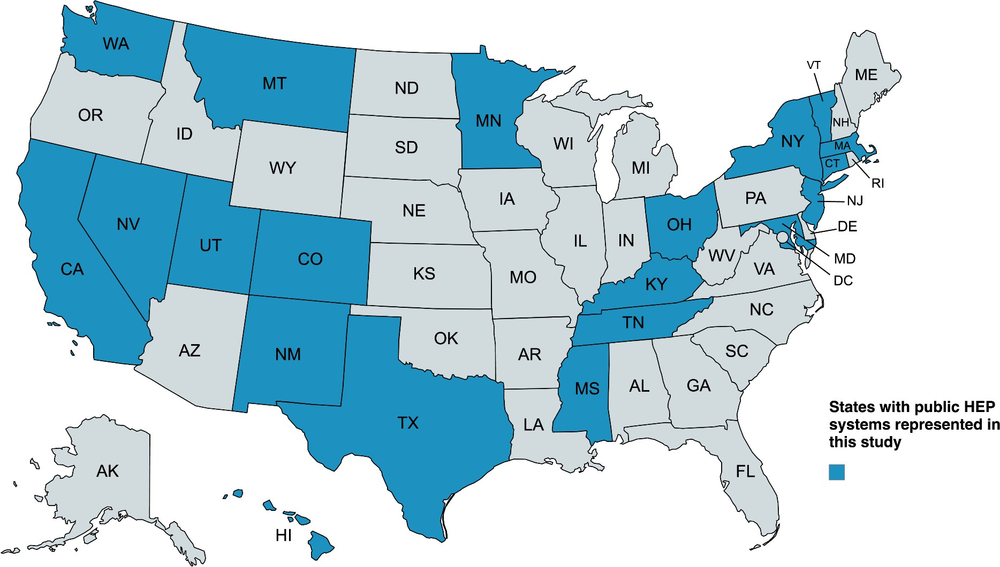 WA
MT
ND
MN
OR
ID
WY
SD
WI
MI
VT
ME
NH
NY
MA
CT
RI
NV
UT
CA
CO
NE
IA
IL
IN
OH
PA
NJ
DE
MD
DC
WV
VA
KS
MO
KY
TN
NC
SC
AZ
NM
OK
AR
TX
LA
MS
AL
GA
FL
AK
HI
States with public HEP
systems represented in
this study